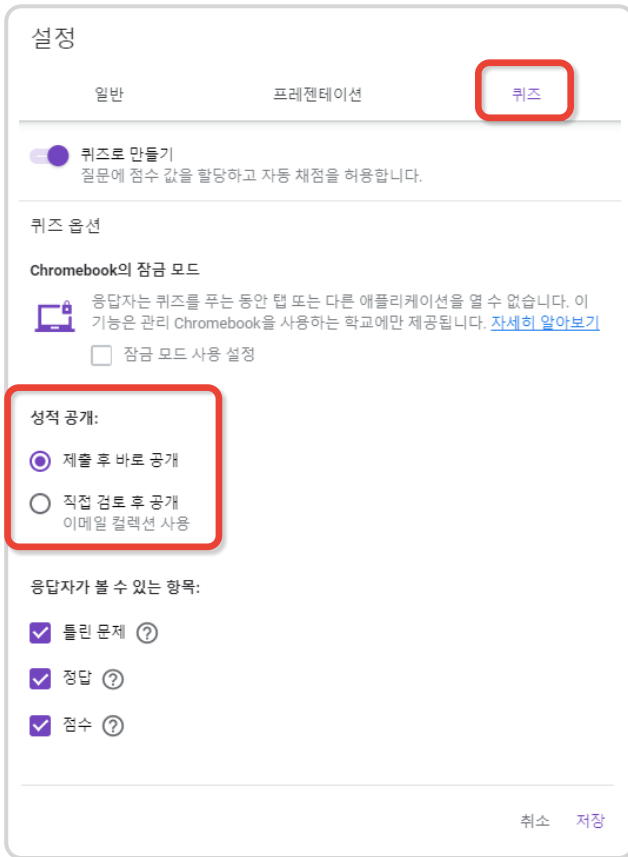 설정
일반 프레젠테이션 퀴즈
퀴즈로 만들기
질문에 점수 값을 할당하고 자동 채점을 허용합니다.
퀴즈 옵션
Chromebook의 잠금 모드
응답자는 퀴즈를 푸는 동안 탭 또는 다른 애플리케이션을 열 수 없습니다. 이
기능은 관리 Chromebook을 사용하는 학교에만 제공됩니다. 자세히 알아보기
잠금 모드 사용 설정
성적 공개:
제출 후 바로 공개
직접 검토 후 공개
이메일 컬렉션 사용
응답자가 볼 수 있는 항목:
틀린 문제 ?
정답 ?
점수 ?
취소 저장